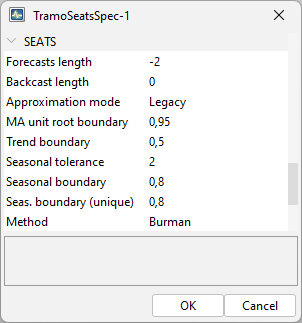 TramoSeatsSpec-1
SEATS
Forecasts length -2
Backcast length 0
Approximation mode Legacy
MA unit root boundary 0,95
Trend boundary 0,5
Seasonal tolerance 2
Seasonal boundary 0,8
Seas. boundary (unique) 0,8
Method Burman
OK Cancel